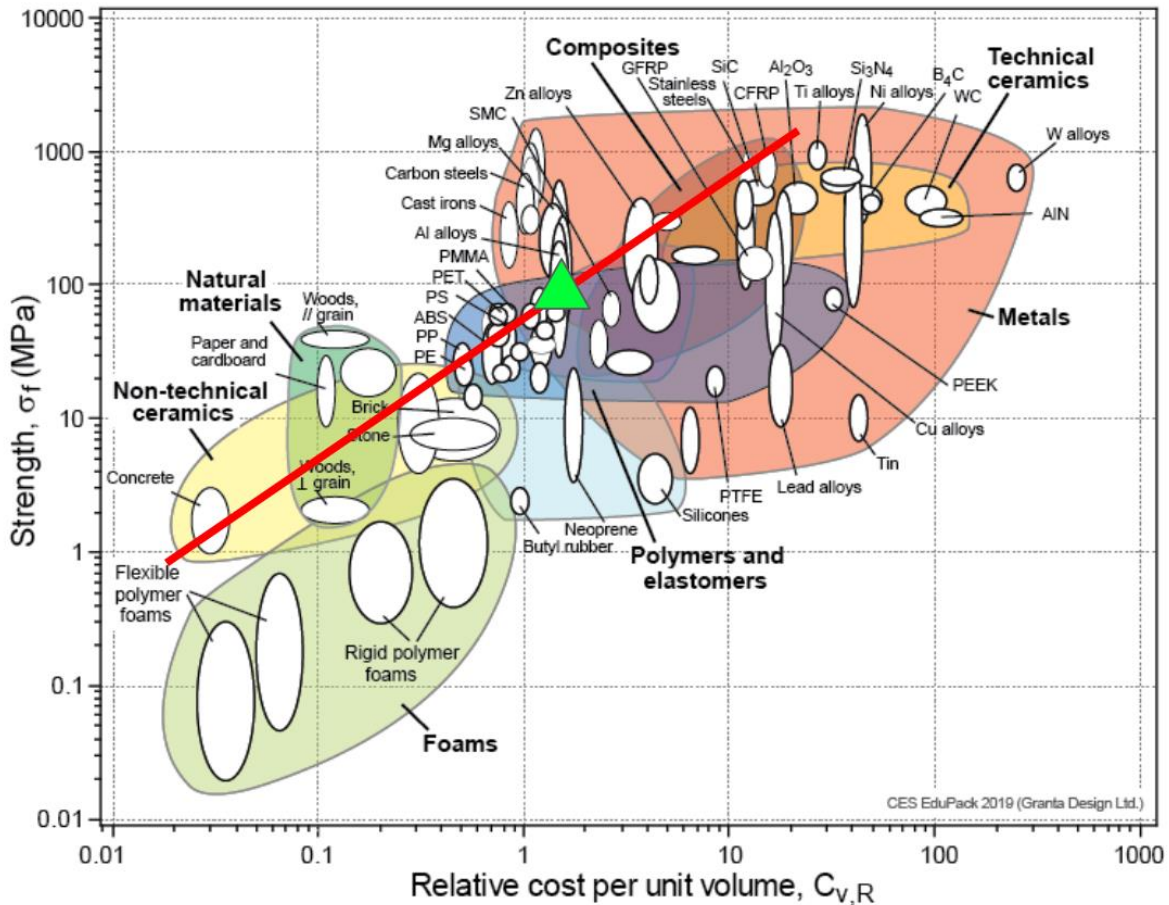 10000
1000
100
10
1
0.1
0.01
Strength, σf (MPa)
Composites
GFRP
Stainless
steels
SiC
CFRP
Al2O3
Ti alloys
Si3N4
Ni alloys
B4C
WC
Technical
ceramics
Zn alloys
SMC
Mg alloys
Carbon steels
Cast irons
Al alloys
PMMA
PET
PS
ABS
PP
PE
W alloys
AlN
Metals
PEEK
Cu alloys
Tin
Lead alloys
PTFE
Silicones
Neoprene
Butyl rubber
Polymers and
elastomers
Natural
materials
Woods,
// grain
Paper and
cardboard
Non-technical
ceramics
Brick
Stone
Concrete
Woods,
⊥ grain
Flexible
polymer
foams
Rigid polymer
foams
Foams
CES EduPack 2019 (Granta Design Ltd.)
0.01
0.1
1
10
100
1000
Relative cost per unit volume, Cv,R